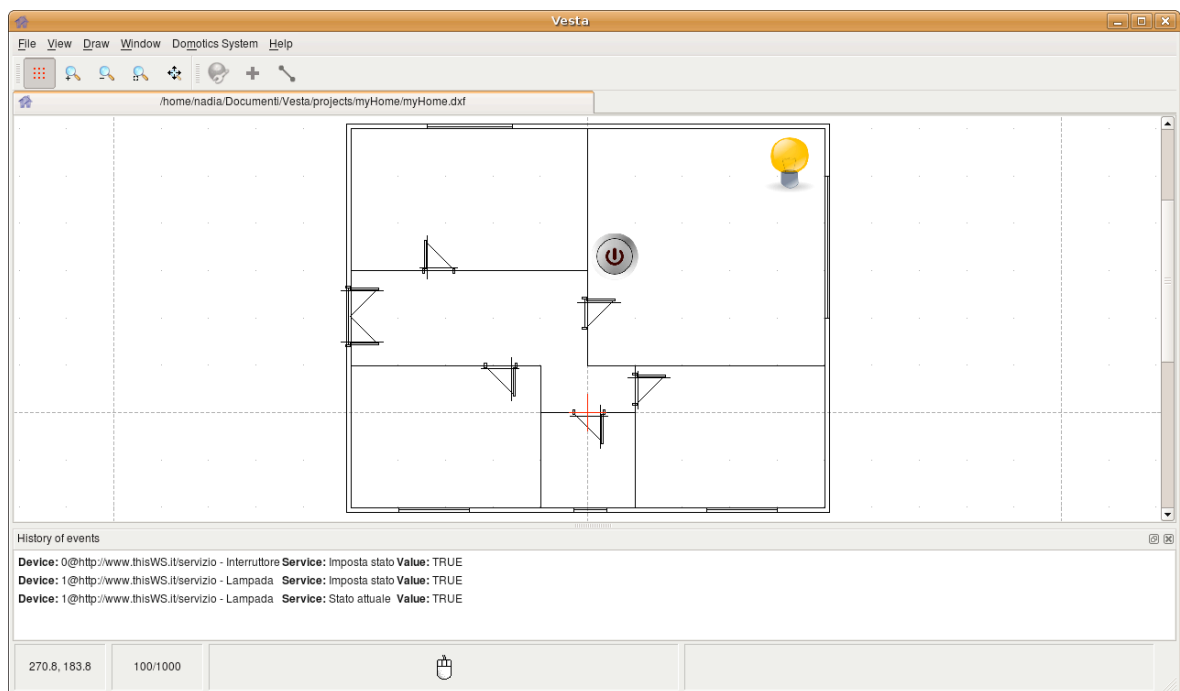 Vesta
File View Draw Window Domotics System Help
/home/nadia/Documenti/Vesta/projects/myHome/myHome.dxf
History of events
Device: 0@http://www.thisWS.it/servizio - Interruttore Service: Imposta stato Value: TRUE
Device: 1@http://www.thisWS.it/servizio - Lampada Service: Imposta stato Value: TRUE
Device: 1@http://www.thisWS.it/servizio - Lampada Service: Stato attuale Value: TRUE
270.8, 183.8 100/1000